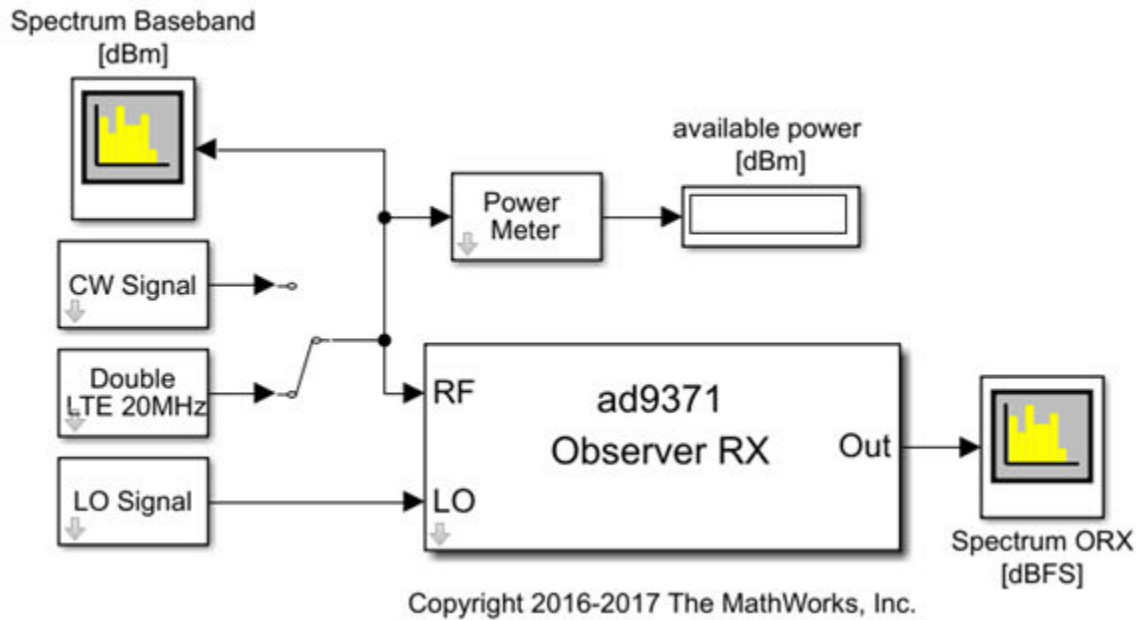 Spectrum Baseband
[dBm]
available power
[dBm]
Power
Meter
CW Signal
Double
LTE 20MHz
LO Signal
RF
LO
ad9371
Observer RX
Out
Spectrum ORX
[dBFS]
Copyright 2016-2017 The MathWorks, Inc.